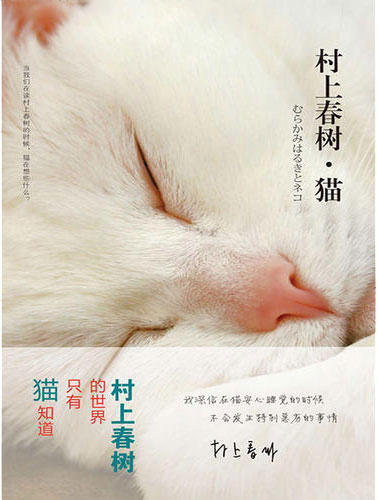 村上春树·猫
むらかみはるきとネコ
当我们在读村上春树的时候，猫在想些什么？
村上春树
的世界
只有
猫知道
我深信在猫安心睡觉的时候
不会发生特别恶劣的事情
村上春树